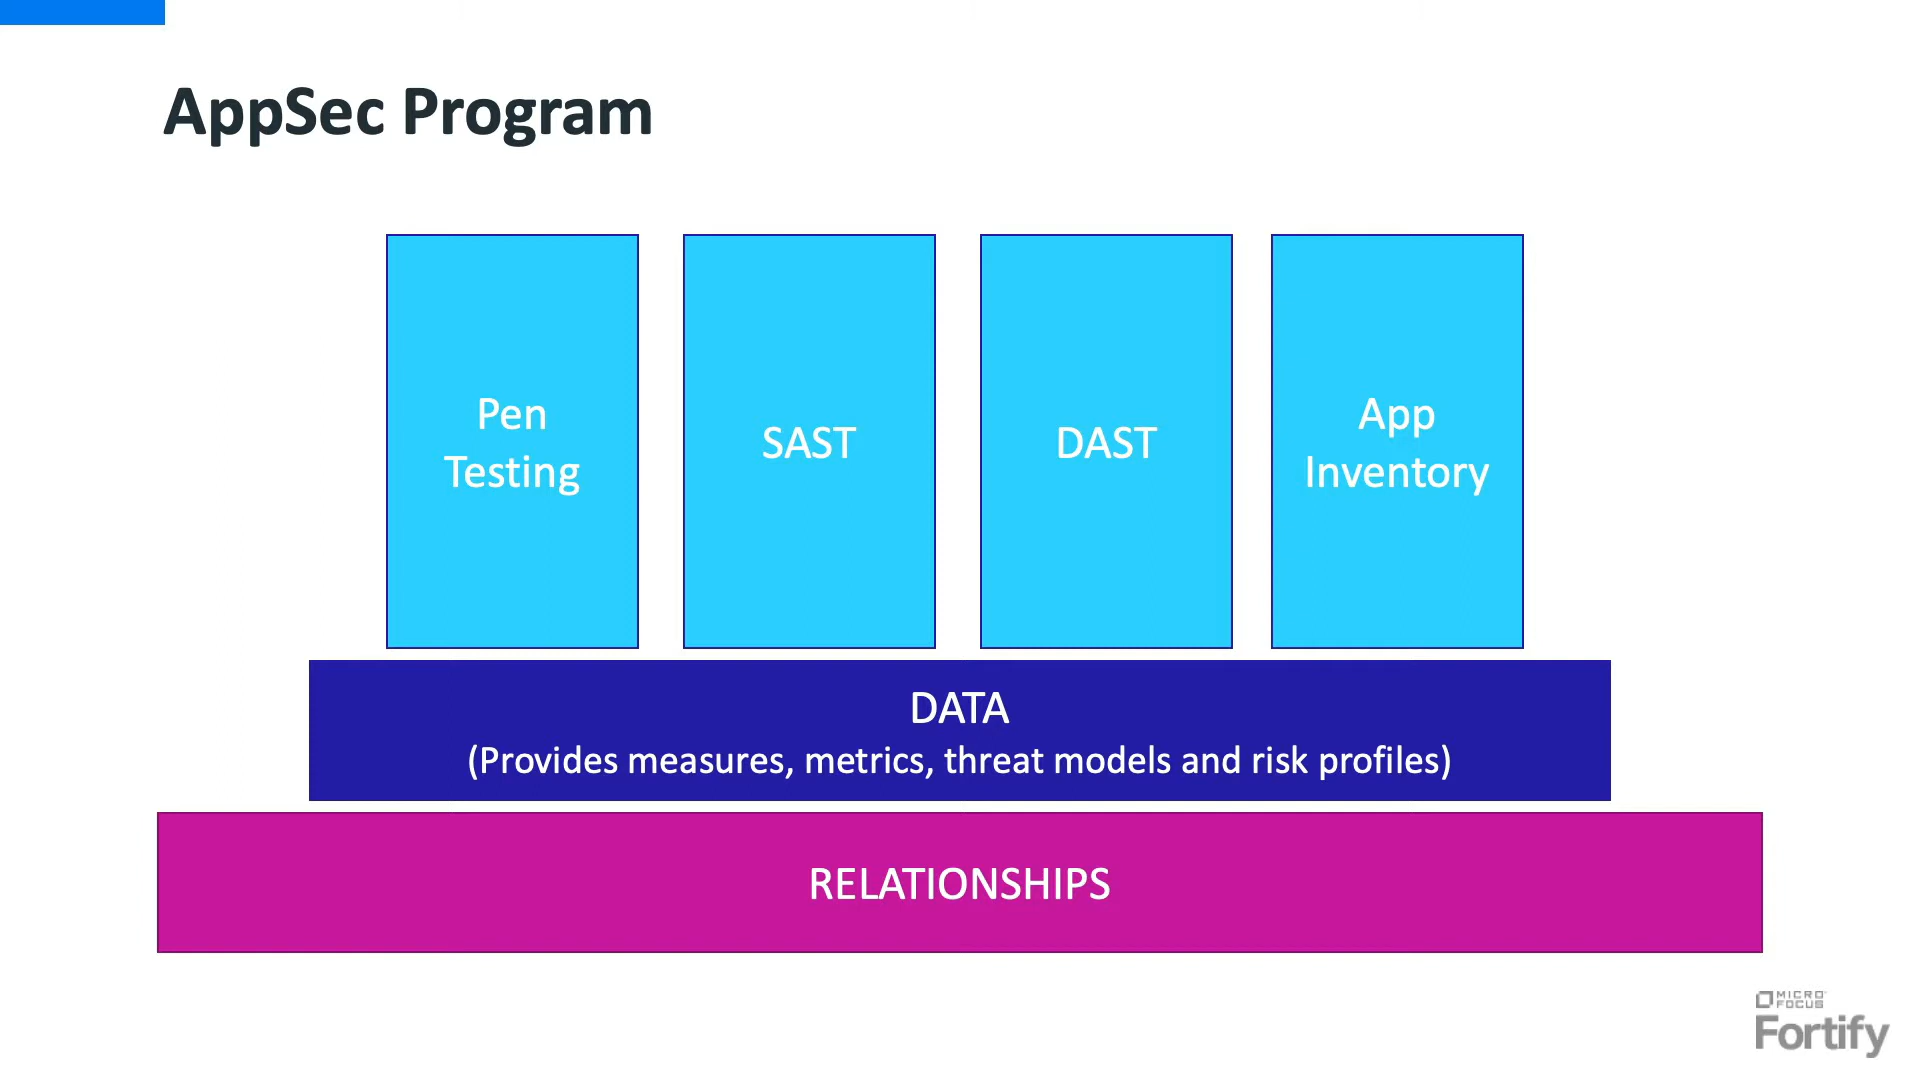 AppSec Program
Pen
Testing
SAST
DAST
App
Inventory
DATA
(Provides measures, metrics, threat models and risk profiles)
RELATIONSHIPS
MICRO
FOCUS
Fortify